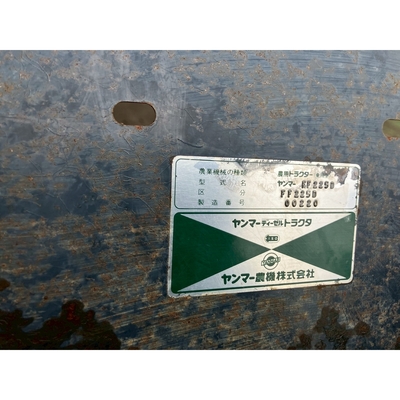 農業機械の種類 農用トラクター
型式名 ヤンマー FF225D
区分 FF225D
製造番号 00220
ヤンマーディーゼルトラクタ
ヤンマー農機株式会社